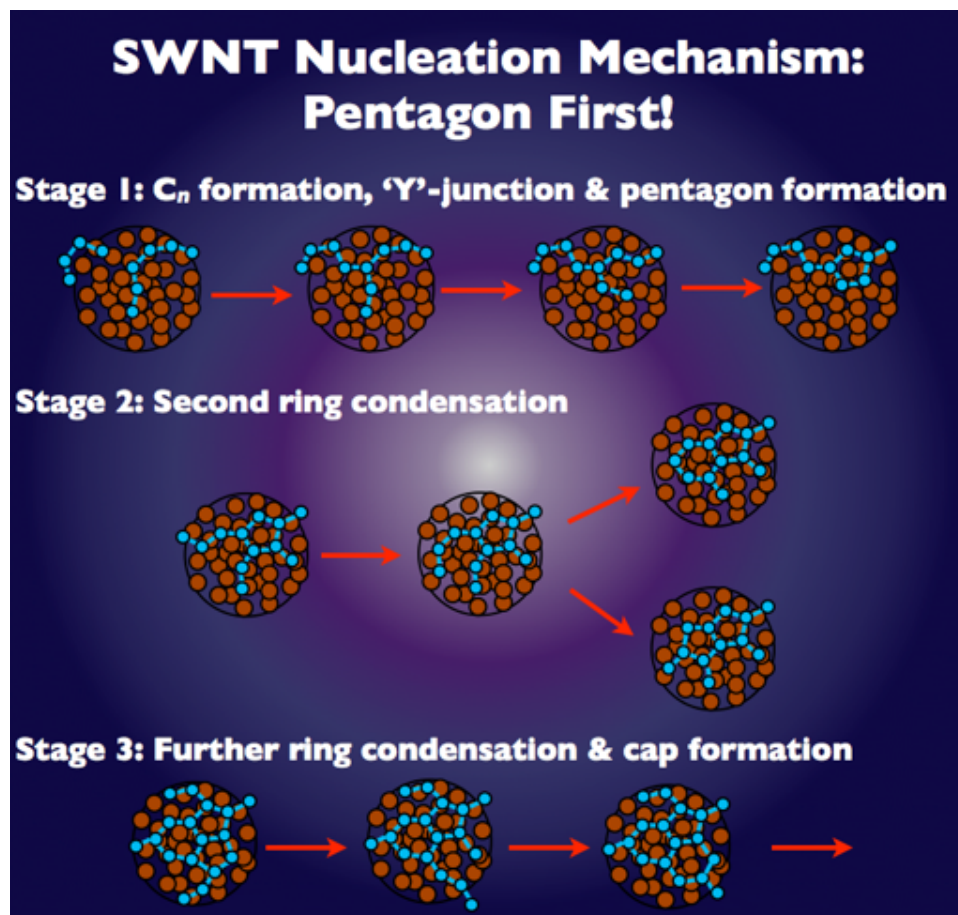 SWNT Nucleation Mechanism:
Pentagon First!
Stage 1: Cn formation, ‘Y’-junction & pentagon formation
Stage 2: Second ring condensation
Stage 3: Further ring condensation & cap formation